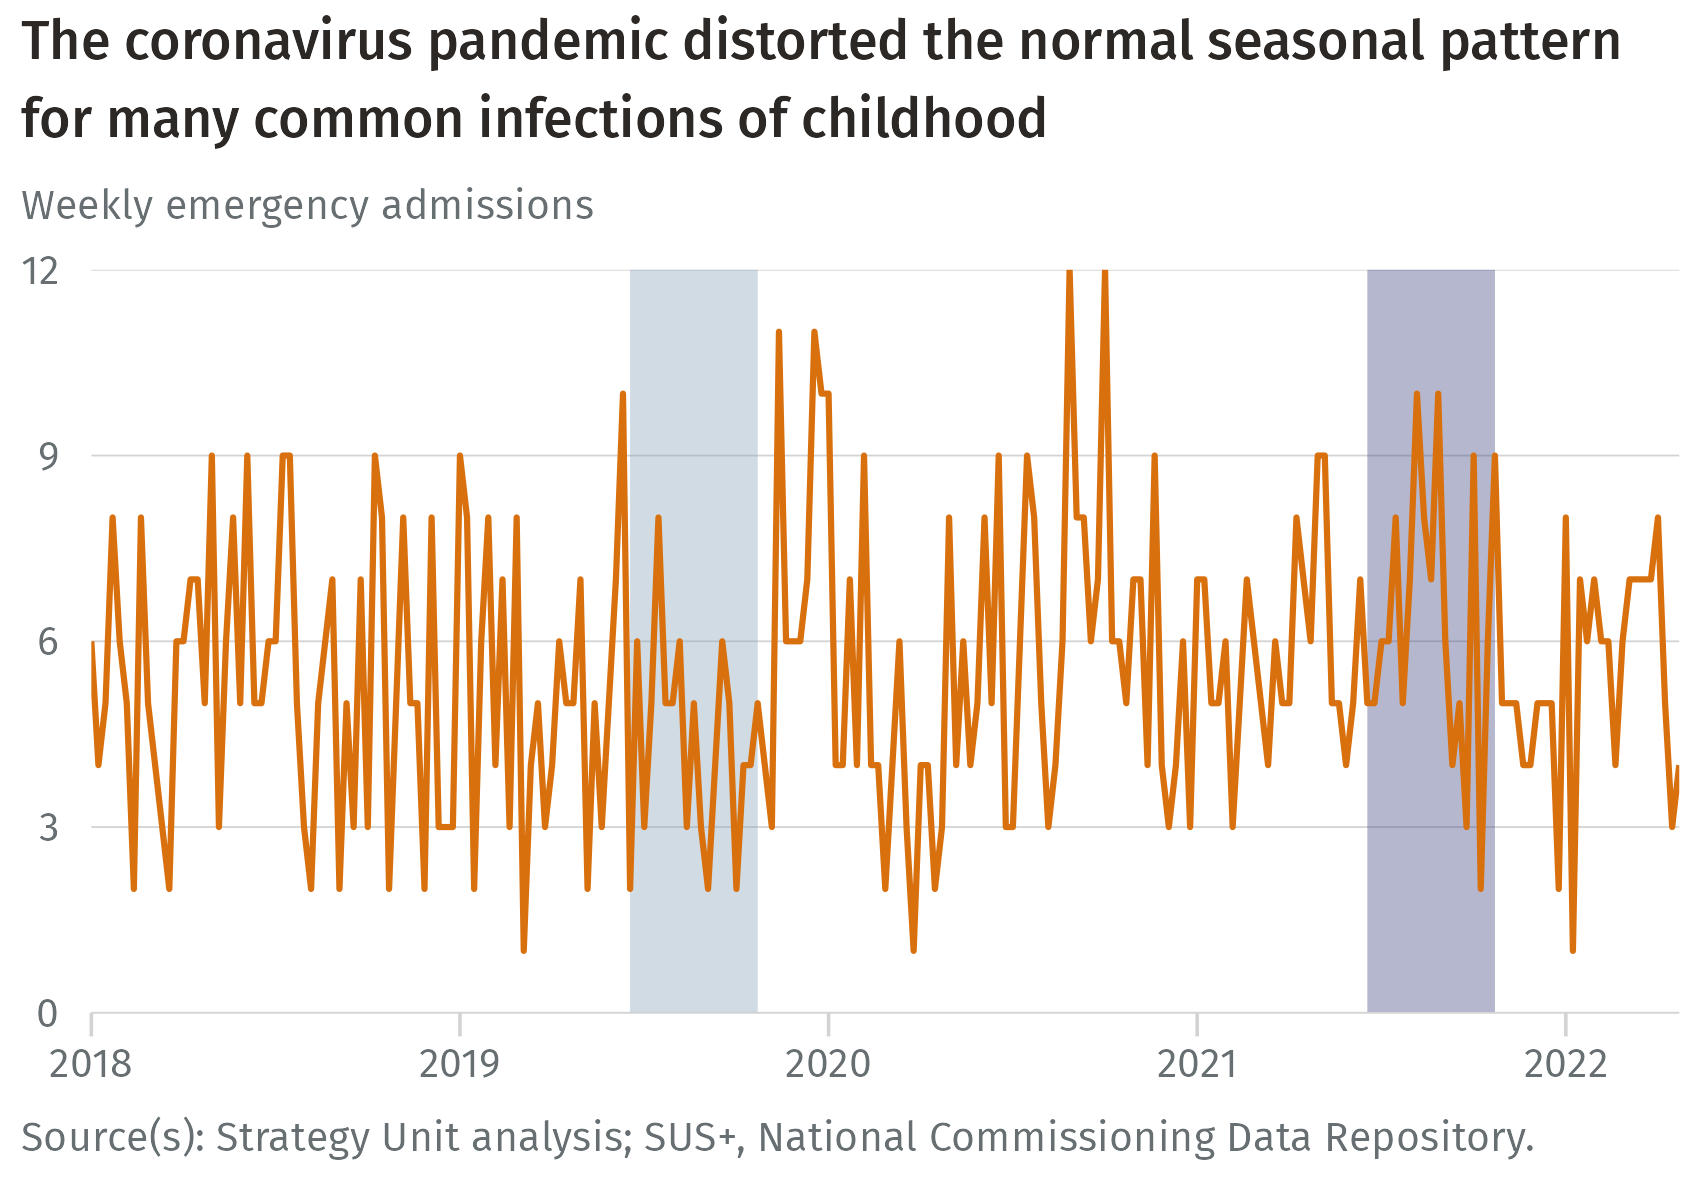 The coronavirus pandemic distorted the normal seasonal pattern
for many common infections of childhood
Weekly emergency admissions
12
9
6
3
0
2018 2019 2020 2021 2022
Source(s): Strategy Unit analysis; SUS+, National Commissioning Data Repository.